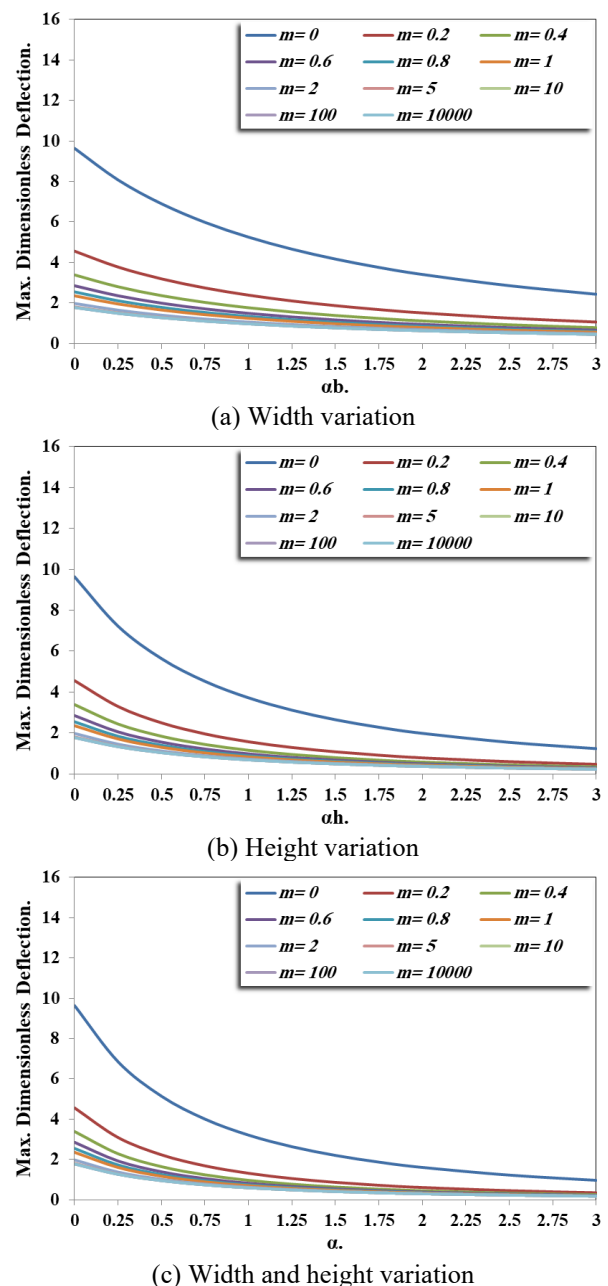 Max. Dimensionless Deflection.
16
14
12
10
8
6
4
2
0
m= 0 m= 0.2 m= 0.4
m= 0.6 m= 0.8 m= 1
m= 2 m= 5 m= 10
m= 100 m= 10000
0 0.25 0.5 0.75 1 1.25 1.5 1.75 2 2.25 2.5 2.75 3
αb.
(a) Width variation
Max. Dimensionless Deflection.
16
14
12
10
8
6
4
2
0
m= 0 m= 0.2 m= 0.4
m= 0.6 m= 0.8 m= 1
m= 2 m= 5 m= 10
m= 100 m= 10000
0 0.25 0.5 0.75 1 1.25 1.5 1.75 2 2.25 2.5 2.75 3
αh.
(b) Height variation
Max. Dimensionless Deflection.
16
14
12
10
8
6
4
2
0
m= 0 m= 0.2 m= 0.4
m= 0.6 m= 0.8 m= 1
m= 2 m= 5 m= 10
m= 100 m= 10000
0 0.25 0.5 0.75 1 1.25 1.5 1.75 2 2.25 2.5 2.75 3
α.
(c) Width and height variation